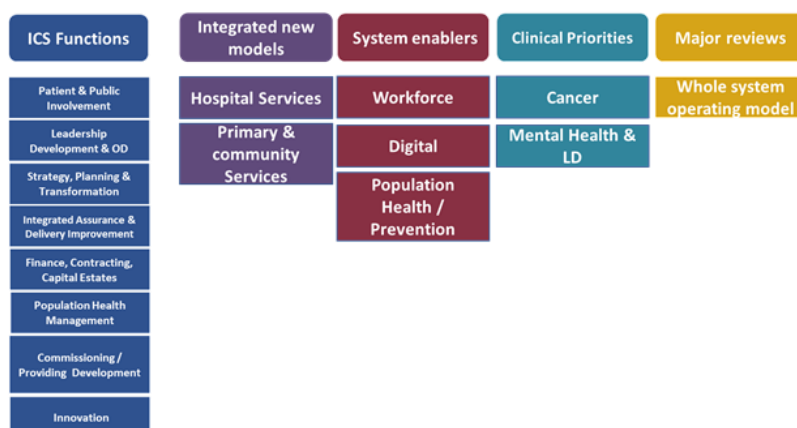 ICS Functions
Patient & Public
Involvement
Leadership
Development & OD
Strategy, Planning &
Transformation
Integrated Assurance &
Delivery Improvement
Finance, Contracting,
Capital Estates
Population Health
Management
Commissioning /
Providing Development
Innovation
Integrated new
models
Hospital Services
Primary &
community
Services
System enablers
Workforce
Digital
Population
Health /
Prevention
Clinical Priorities
Cancer
Mental Health &
LD
Major reviews
Whole system
operating model